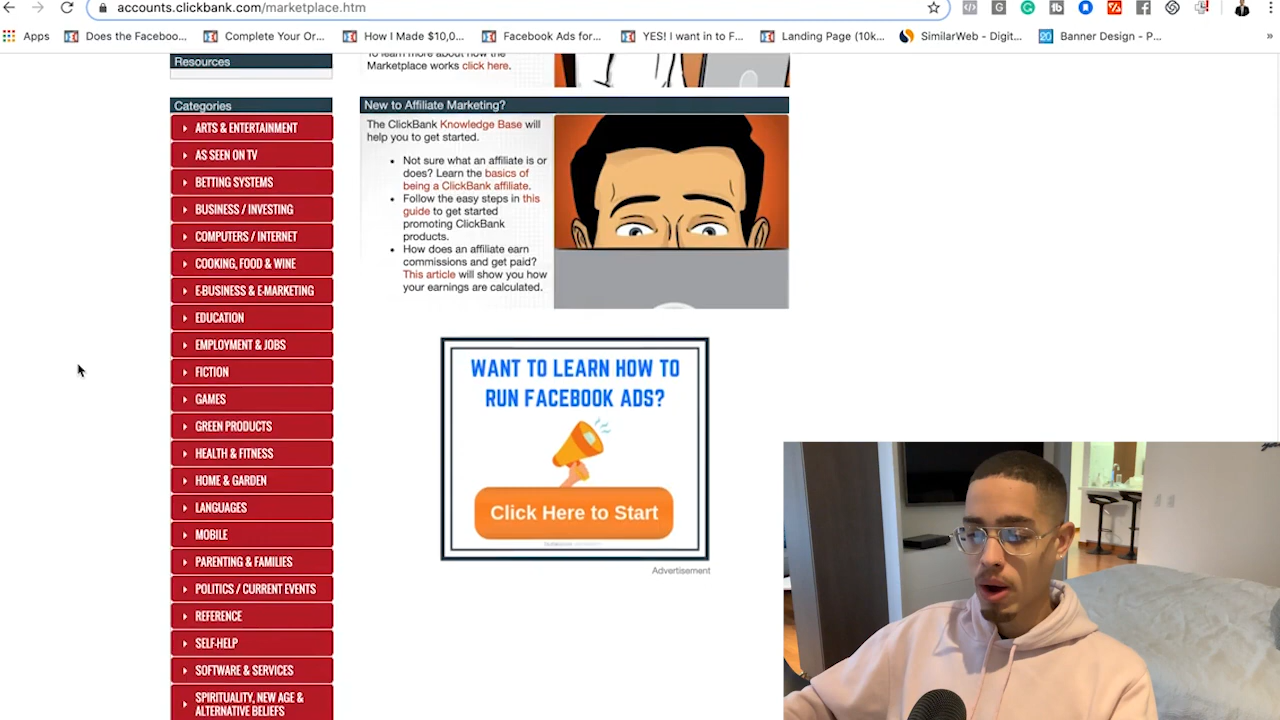 accounts.clickbank.com/marketplace.htm
Apps
Does the Faceboo...
Complete Your Or...
How I Made $10,0...
Facebook Ads for...
YES! I want in to F...
Landing Page (10k...
SimilarWeb - Digit...
Banner Design - P...
»
Resources
Categories
ARTS & ENTERTAINMENT
AS SEEN ON TV
BETTING SYSTEMS
BUSINESS / INVESTING
COMPUTERS / INTERNET
COOKING, FOOD & WINE
E-BUSINESS & E-MARKETING
EDUCATION
EMPLOYMENT & JOBS
FICTION
GAMES
GREEN PRODUCTS
HEALTH & FITNESS
HOME & GARDEN
LANGUAGES
MOBILE
PARENTING & FAMILIES
POLITICS / CURRENT EVENTS
REFERENCE
SELF-HELP
SOFTWARE & SERVICES
SPIRITUALITY, NEW AGE &
ALTERNATIVE BELIEFS
To learn more about how the
Marketplace works click here.
New to Affiliate Marketing?
The ClickBank Knowledge Base will
help you to get started.
• Not sure what an affiliate is or
does? Learn the basics of
being a ClickBank affiliate.
• Follow the easy steps in this
guide to get started
promoting ClickBank
products.
• How does an affiliate earn
commissions and get paid?
This article will show you how
your earnings are calculated.
WANT TO LEARN HOW TO
RUN FACEBOOK ADS?
Click Here to Start
Advertisement